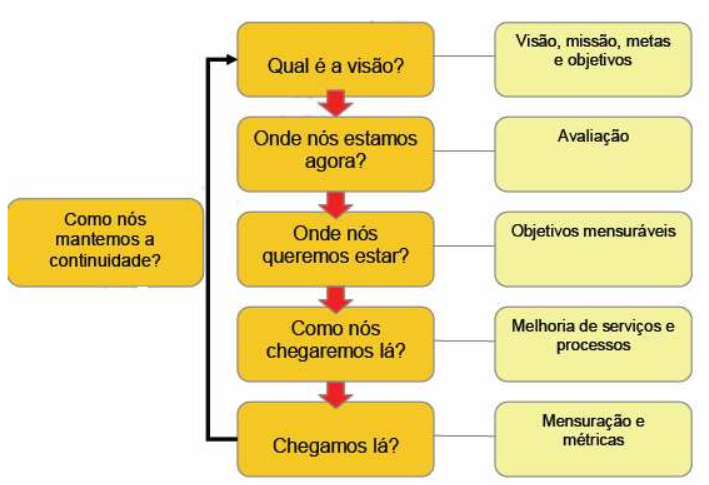 Qual é a visão?
Visão, missão, metas
e objetivos
Onde nós estamos
agora?
Avaliação
Como nós
mantemos a
continuidade?
Onde nós
queremos estar?
Objetivos mensuráveis
Como nós
chegaremos lá?
Melhoria de serviços e
processos
Chegamos lá?
Mensuração e
métricas